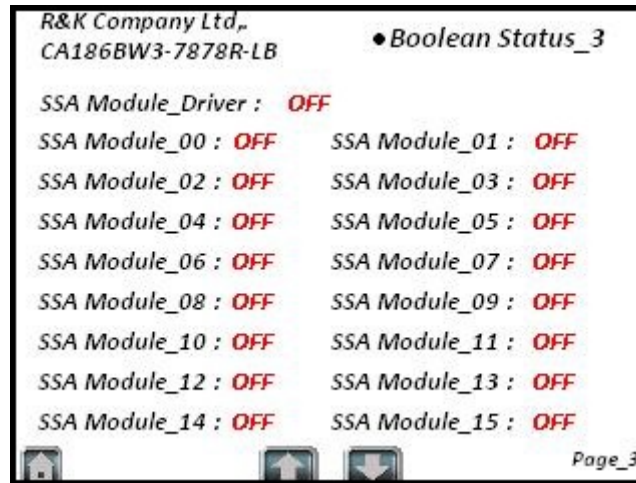 R&K Company Ltd,.
CA186BW3-7878R-LB
●Boolean Status_3
SSA Module_Driver : OFF
SSA Module_00 : OFF SSA Module_01 : OFF
SSA Module_02 : OFF SSA Module_03 : OFF
SSA Module_04 : OFF SSA Module_05 : OFF
SSA Module_06 : OFF SSA Module_07 : OFF
SSA Module_08 : OFF SSA Module_09 : OFF
SSA Module_10 : OFF SSA Module_11 : OFF
SSA Module_12 : OFF SSA Module_13 : OFF
SSA Module_14 : OFF SSA Module_15 : OFF
Page_3